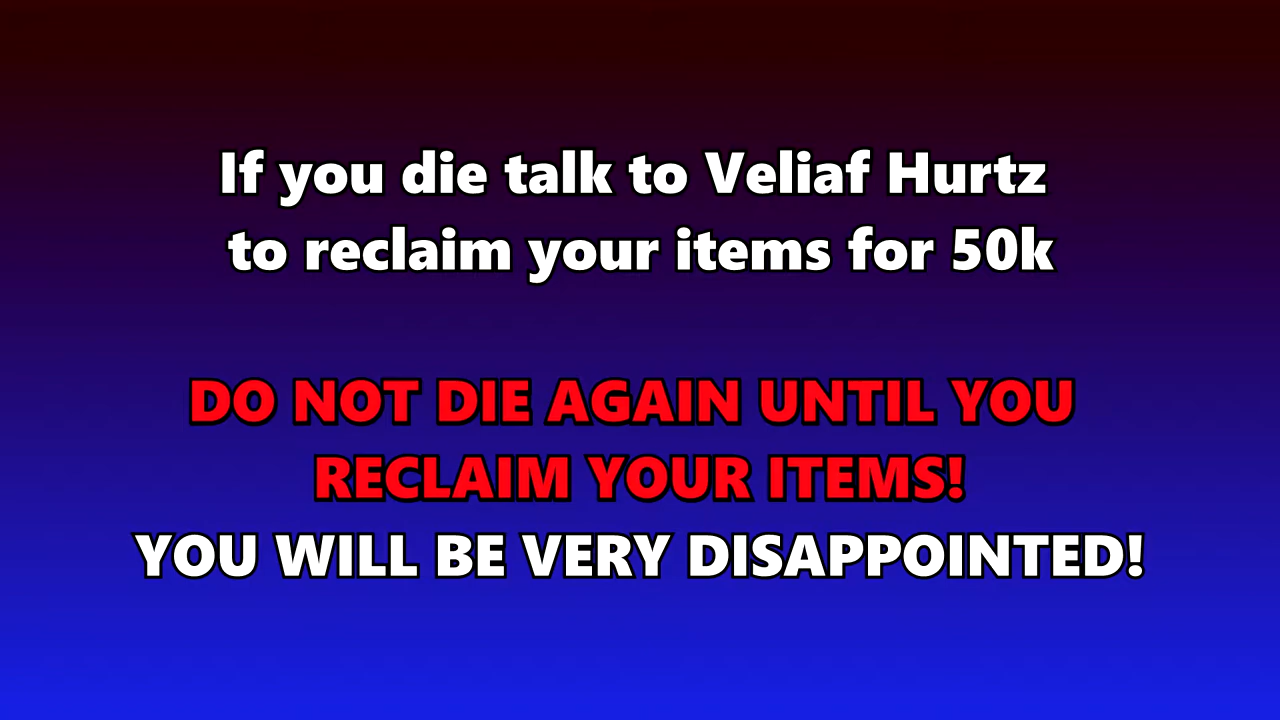 If you die talk to Veliaf Hurtz
to reclaim your items for 50k
DO NOT DIE AGAIN UNTIL YOU
RECLAIM YOUR ITEMS!
YOU WILL BE VERY DISAPPOINTED!